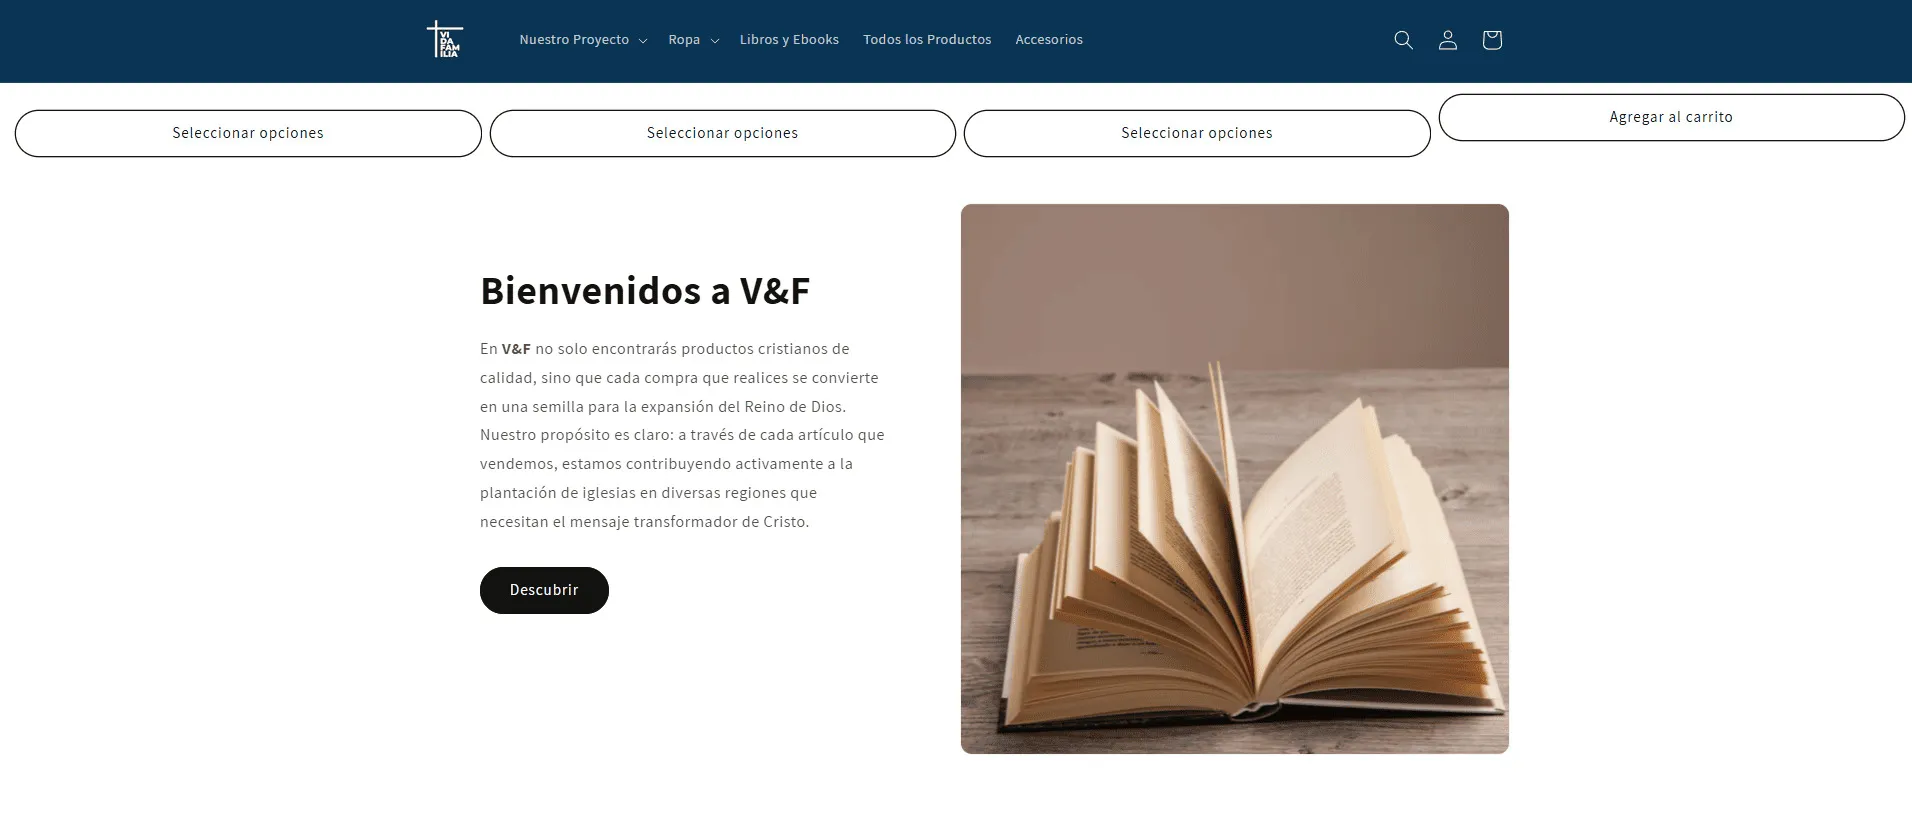 VI
DA
FAM
ILIA
Nuestro Proyecto
Ropa
Libros y Ebooks
Todos los Productos
Accesorios
Seleccionar opciones
Seleccionar opciones
Seleccionar opciones
Agregar al carrito
Bienvenidos a V&F
En V&F no solo encontrarás productos cristianos de
calidad, sino que cada compra que realices se convierte
en una semilla para la expansión del Reino de Dios.
Nuestro propósito es claro: a través de cada artículo que
vendemos, estamos contribuyendo activamente a la
plantación de iglesias en diversas regiones que
necesitan el mensaje transformador de Cristo.
Descubrir